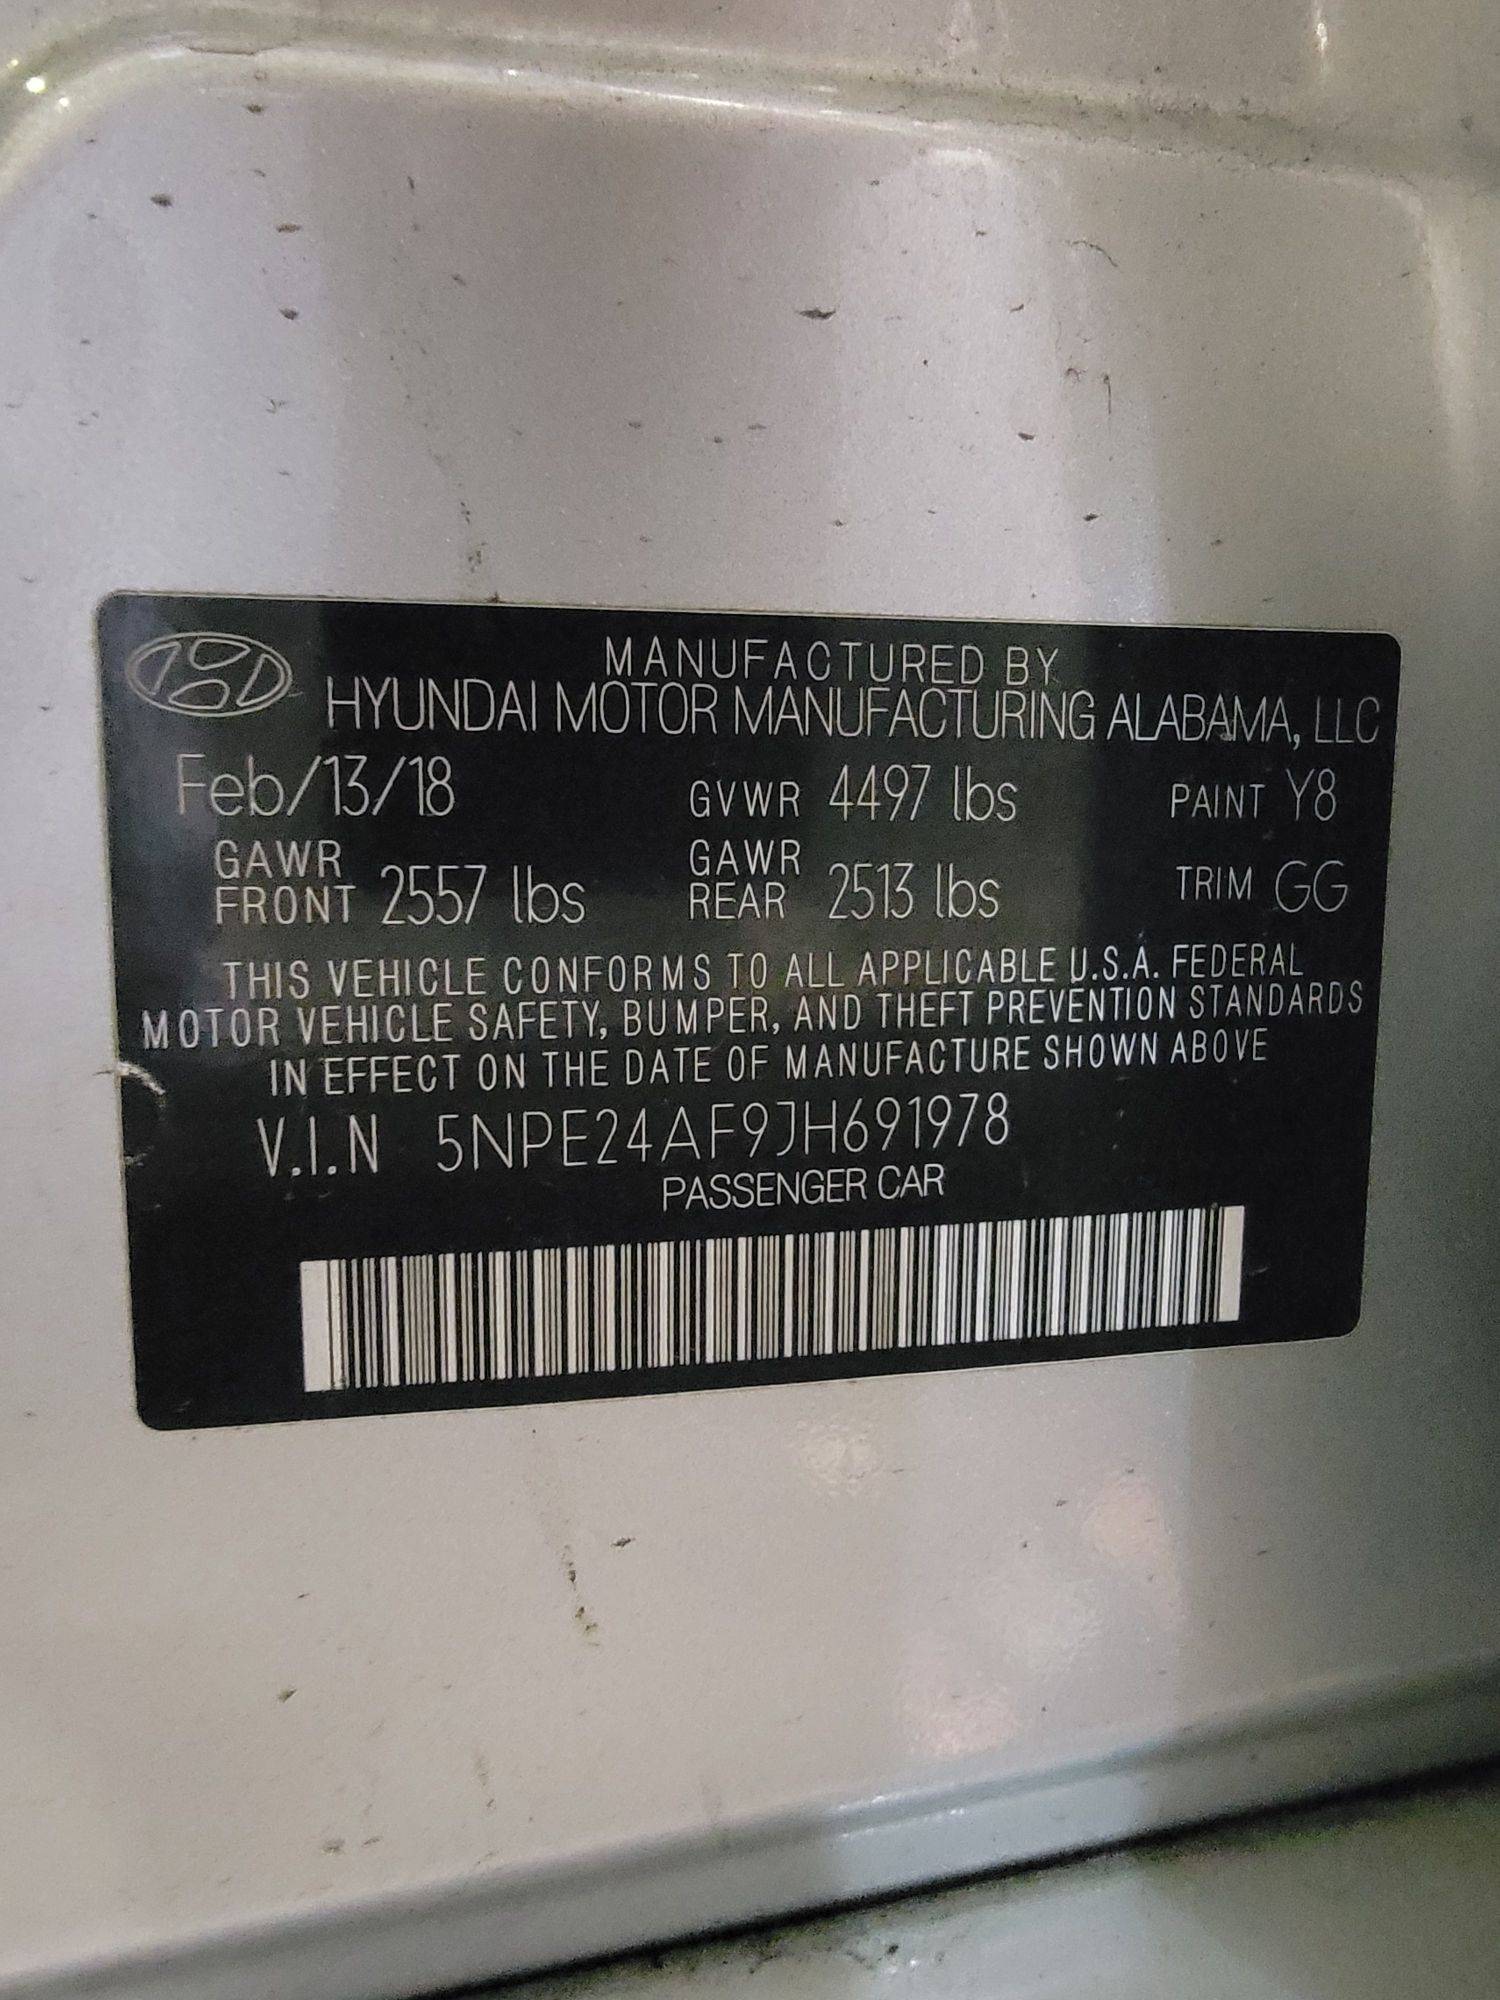 MANUFACTURED BY
HYUNDAI MOTOR MANUFACTURING ALABAMA, LLC
Feb/13/18 GVWR 4497 lbs PAINT Y8
GAWR FRONT 2557 lbs GAWR REAR 2513 lbs TRIM GG
THIS VEHICLE CONFORMS TO ALL APPLICABLE U.S.A. FEDERAL
MOTOR VEHICLE SAFETY, BUMPER, AND THEFT PREVENTION STANDARDS
IN EFFECT ON THE DATE OF MANUFACTURE SHOWN ABOVE
V.I.N 5NPE24AF9JH691978
PASSENGER CAR